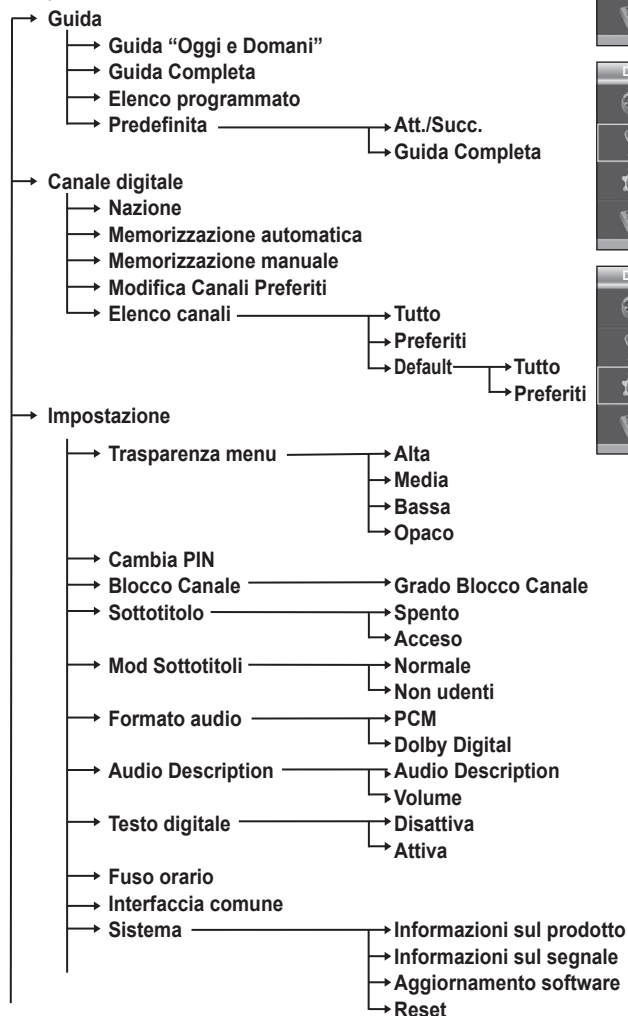 Guida
Guida “Oggi e Domani”
Guida Completa
Elenco programmato
Predefinita Att./Succ.
Guida Completa
Canale digitale
Nazione
Memorizzazione automatica
Memorizzazione manuale
Modifica Canali Preferiti
Elenco canali Tutto
Preferiti
Default Tutto
Preferiti
Impostazione
Trasparenza menu Alta
Media
Bassa
Opaco
Cambia PIN
Blocco Canale Grado Blocco Canale
Sottotitolo Spento
Acceso
Mod Sottotitoli Normale
Non udenti
Formato audio PCM
Dolby Digital
Audio Description Audio Description
Volume
Testo digitale Disattiva
Attiva
Fuso orario
Interfaccia comune
Sistema Informazioni sul prodotto
Informazioni sul segnale
Aggiornamento software
Reset